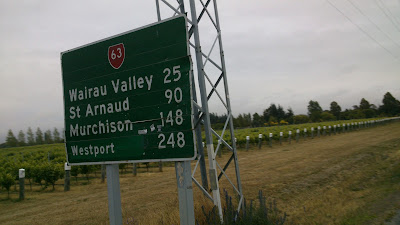 63
Wairau Valley 25
St Arnaud 90
Murchison 148
Westport 248